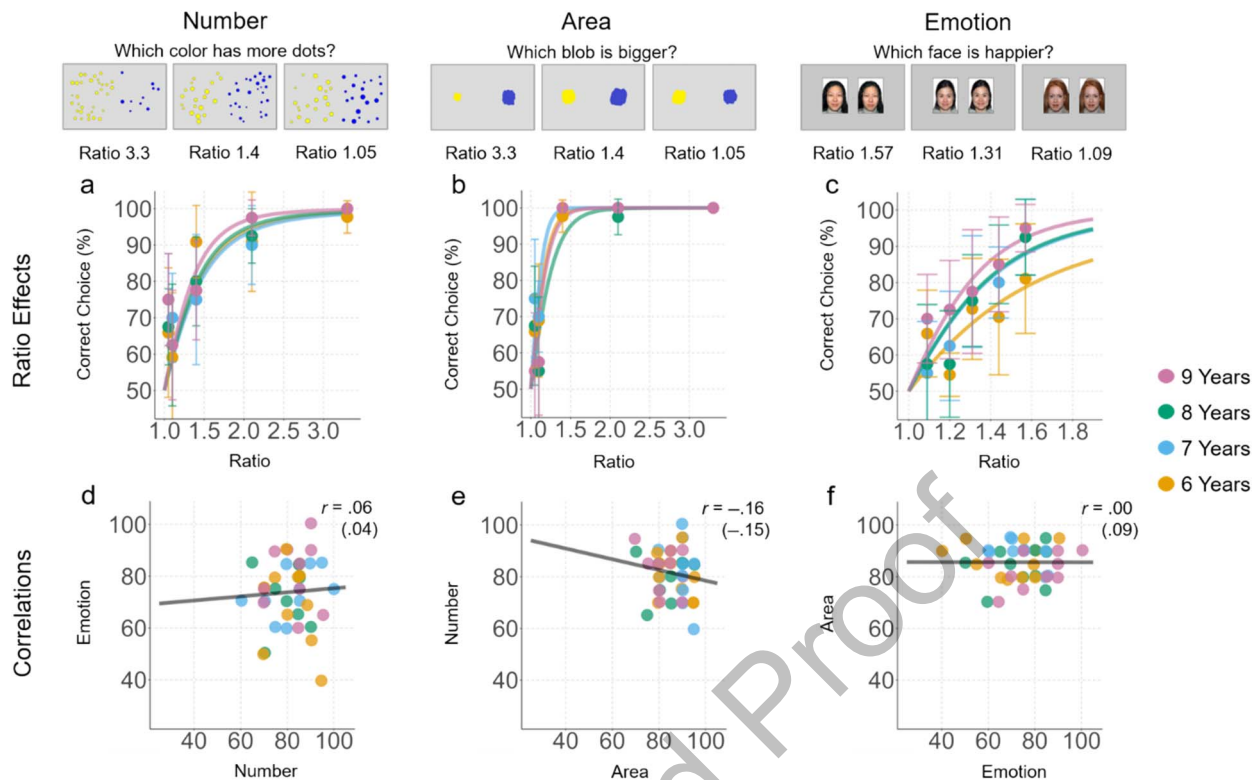 Number
Area
Emotion
Which color has more dots?
Which blob is bigger?
Which face is happier?
Ratio 3.3
Ratio 1.4
Ratio 1.05
Ratio 3.3
Ratio 1.4
Ratio 1.05
Ratio 1.57
Ratio 1.31
Ratio 1.09
Ratio Effects
a
Correct Choice (%)
100
90
80
70
60
50
1.0 1.5 2.0 2.5 3.0
Ratio
b
Correct Choice (%)
100
90
80
70
60
50
1.0 1.5 2.0 2.5 3.0
Ratio
c
Correct Choice (%)
100
90
80
70
60
50
1.0 1.2 1.4 1.6 1.8
Ratio
9 Years
8 Years
7 Years
6 Years
Correlations
d
r = .06
(.04)
Emotion
100
80
60
40
40 60 80 100
Number
e
r = –.16
(–.15)
Number
100
80
60
40
40 60 80 100
Area
f
r = .00
(.09)
Area
100
80
60
40
40 60 80 100
Emotion
d Proof